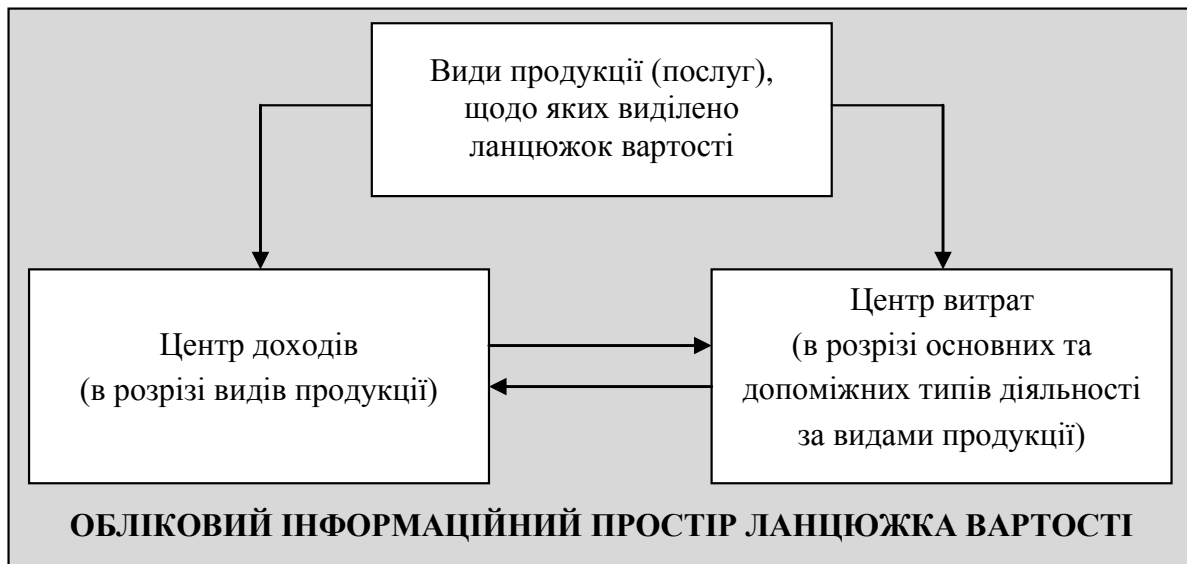 Види продукції (послуг),
щодо яких виділено
ланцюжок вартості
Центр доходів
(в розрізі видів продукції)
Центр витрат
(в розрізі основних та
допоміжних типів діяльності
за видами продукції)
ОБЛІКОВИЙ ІНФОРМАЦІЙНИЙ ПРОСТІР ЛАНЦЮЖКА ВАРТОСТІ